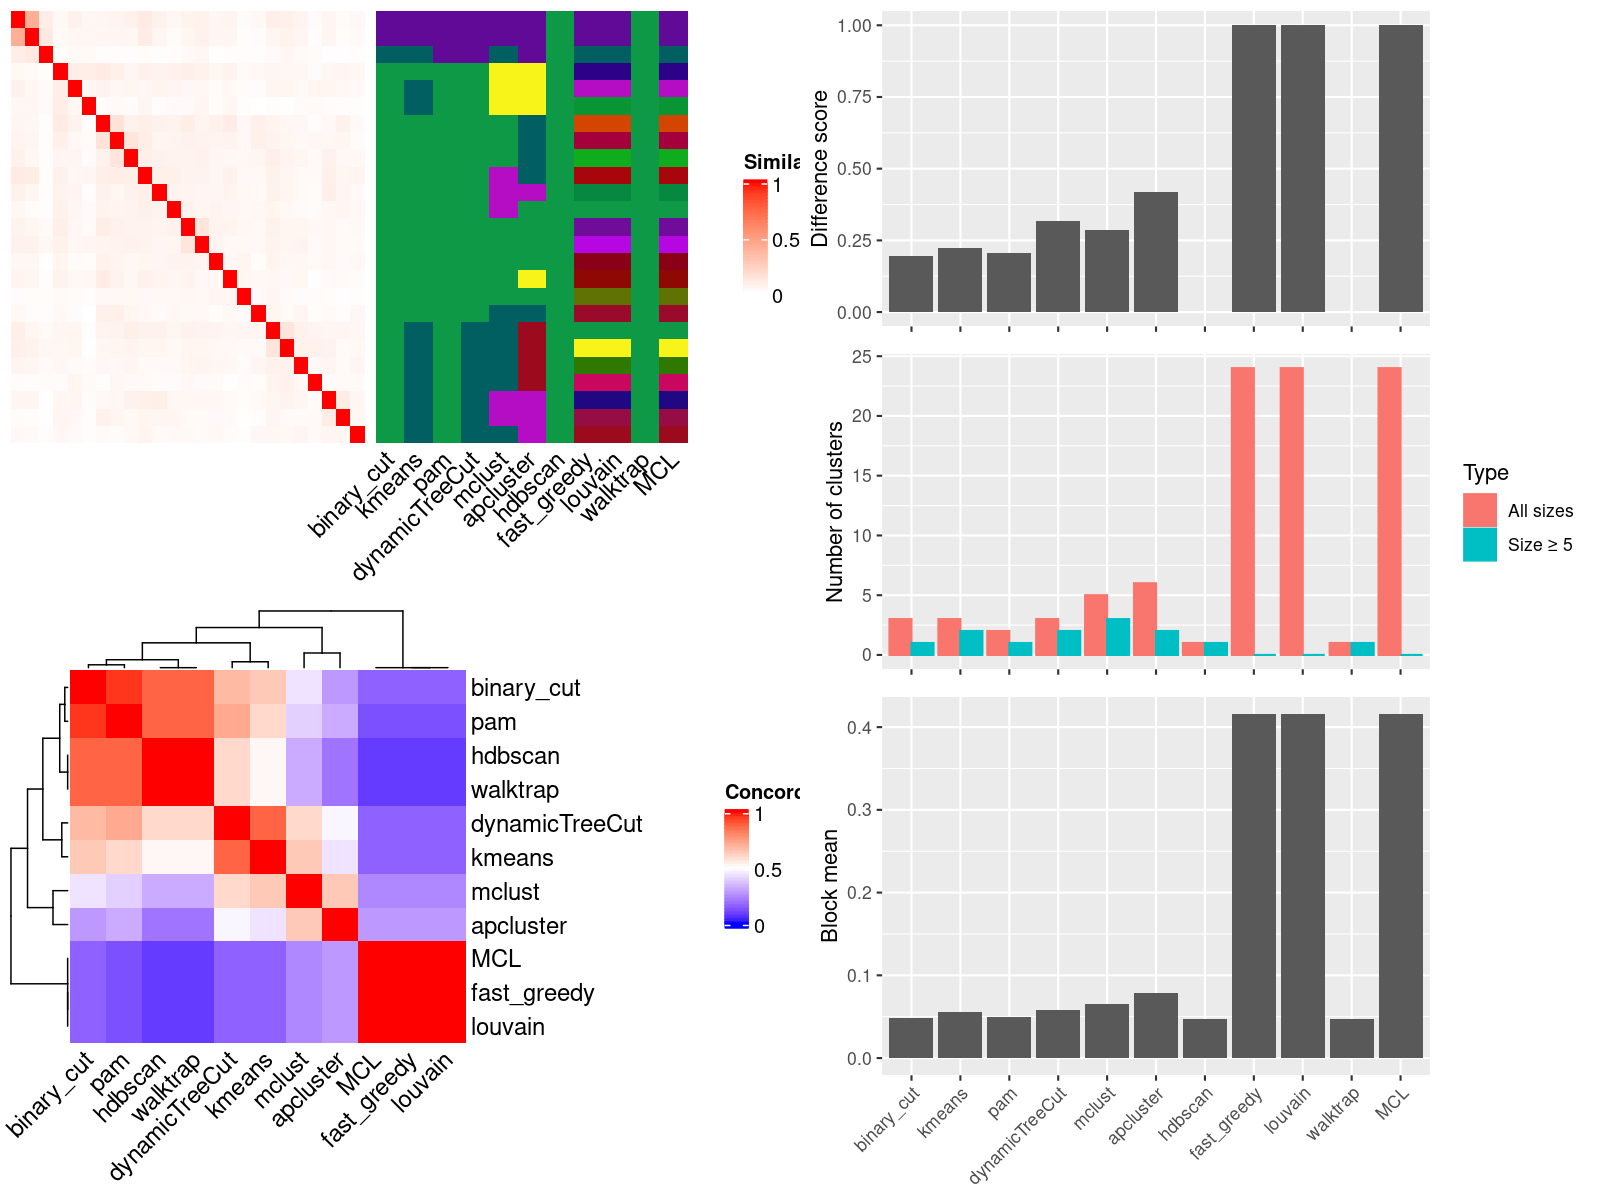 Simila
1
0.5
0
binary_cut
kmeans
pam
dynamicTreeCut
mclust
apcluster
hdbscan
fast_greedy
louvain
walktrap
MCL
Difference score
1.00
0.75
0.50
0.25
0.00
Number of clusters
25
20
15
10
5
0
Type
All sizes
Size ≥ 5
binary_cut
pam
hdbscan
walktrap
dynamicTreeCut
kmeans
mclust
apcluster
MCL
fast_greedy
louvain
Concord
1
0.5
0
binary_cut
pam
hdbscan
walktrap
dynamicTreeCut
kmeans
mclust
apcluster
MCL
fast_greedy
louvain
Block mean
0.4
0.3
0.2
0.1
0.0
binary_cut
kmeans
pam
dynamicTreeCut
mclust
apcluster
hdbscan
fast_greedy
louvain
walktrap
MCL